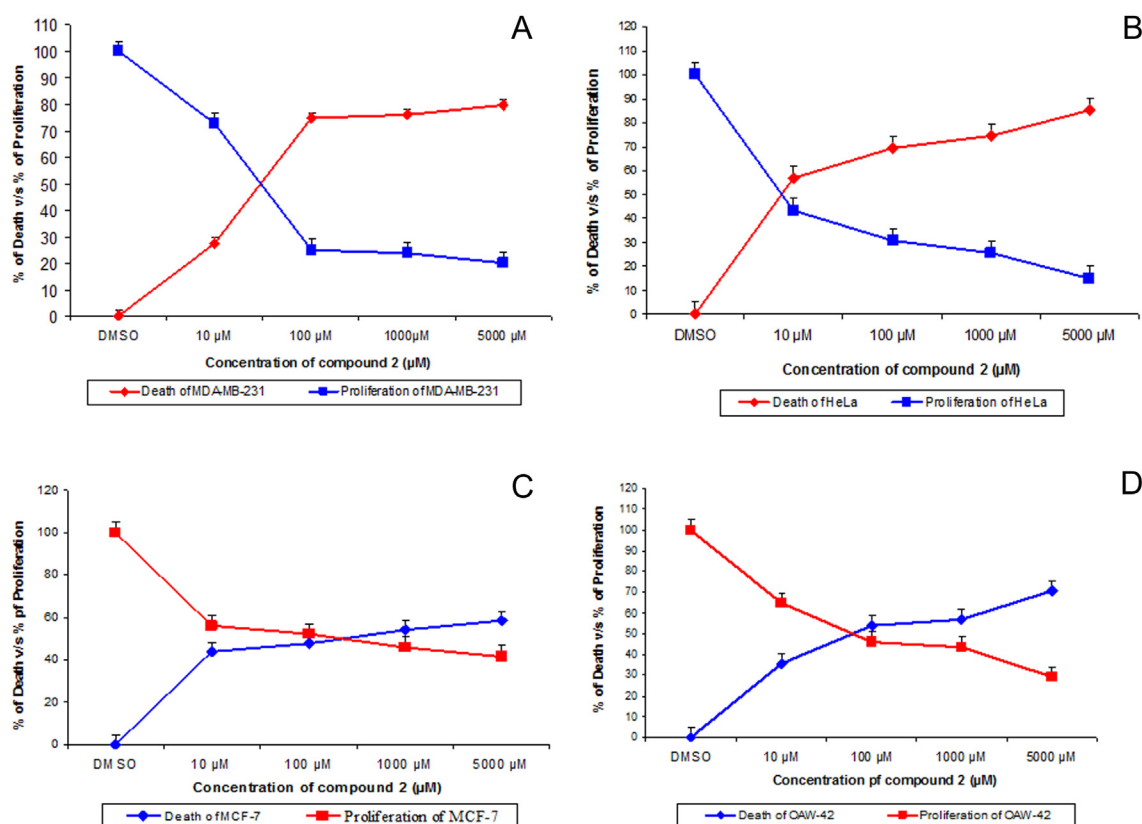 A
% of Death v/s % of Proliferation
110
100
90
80
70
60
50
40
30
20
10
0
DMSO 10 µM 100 µM 1000µM 5000 µM
Concentration of compound 2 (µM)
Death of MDA-MB-231 Proliferation of MDA-MB-231
B
% of Death v/s % of Proliferation
120
110
100
90
80
70
60
50
40
30
20
10
0
DMSO 10 µM 100 µM 1000 µM 5000 µM
Concentration of compound 2 (µM)
Death of HeLa Proliferation of HeLa
C
% of Death v/s % pf Proliferation
120
100
80
60
40
20
0
DMSO 10 µM 100 µM 1000 µM 5000 µM
Concentration of compound 2 (µM)
Death of MCF-7 Proliferation of MCF-7
D
% of Death v/s % of Proliferation
120
110
100
90
80
70
60
50
40
30
20
10
0
DMSO 10 µM 100 µM 1000 µM 5000 µM
Concentration pf compound 2 (µM)
Death of OAW-42 Proliferation of OAW-42